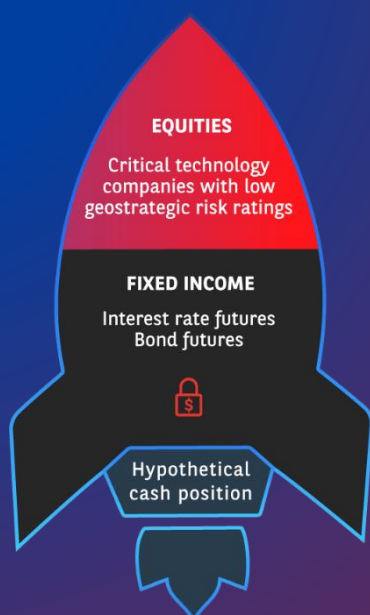 EQUITIES
Critical technology
companies with low
geostrategic risk ratings
FIXED INCOME
Interest rate futures
Bond futures
$
Hypothetical
cash position